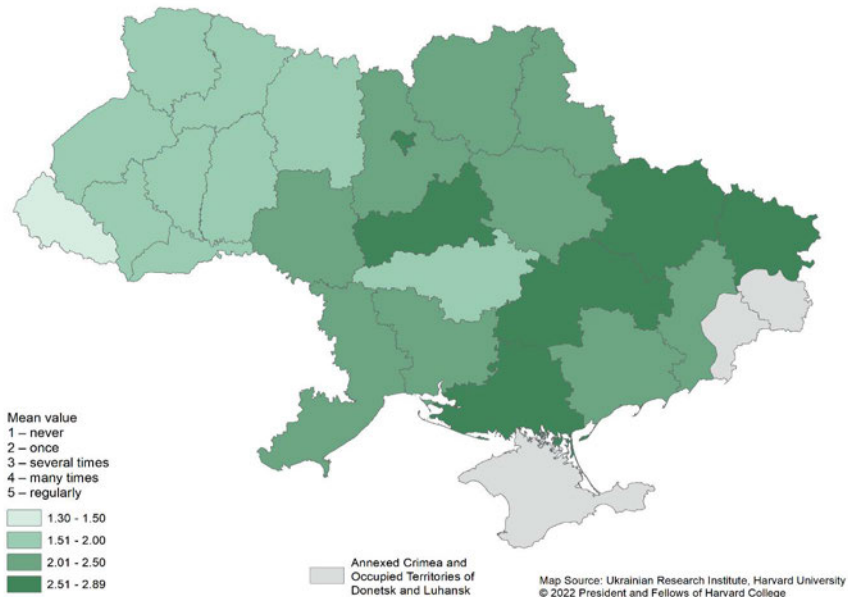 Mean value
1 – never
2 – once
3 – several times
4 – many times
5 – regularly
1.30 - 1.50
1.51 - 2.00
2.01 - 2.50
2.51 - 2.89
Annexed Crimea and
Occupied Territories of
Donetsk and Luhansk
Map Source: Ukrainian Research Institute, Harvard University
© 2022 President and Fellows of Harvard College